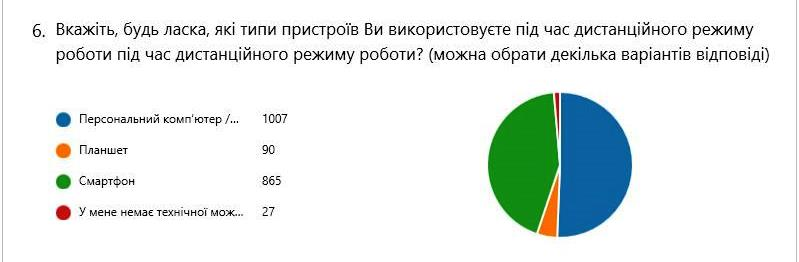 6. Вкажіть, будь ласка, які типи пристроїв Ви використовуєте під час дистанційного режиму
роботи під час дистанційного режиму роботи? (можна обрати декілька варіантів відповіді)
Персональний комп'ютер /... 1007
Планшет 90
Смартфон 865
У мене немає технічної мож... 27